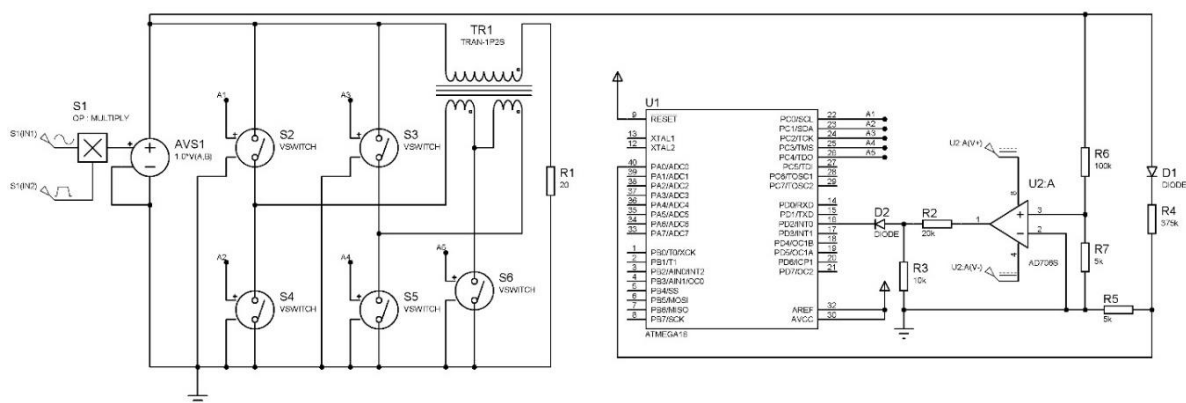 TR1
TRAN-1P2S
S1
OP : MULTIPLY
S1(IN1)
S1(IN2)
AVS1
1.0*V(A,B)
A1
S2
VSWITCH
A3
S3
VSWITCH
R1
20
A2
S4
VSWITCH
A4
S5
VSWITCH
A5
S6
VSWITCH
U1
9 RESET
13 XTAL1
12 XTAL2
40 PA0/ADC0
39 PA1/ADC1
38 PA2/ADC2
37 PA3/ADC3
36 PA4/ADC4
35 PA5/ADC5
34 PA6/ADC6
33 PA7/ADC7
1 PB0/T0/XCK
2 PB1/T1
3 PB2/AIN0/INT2
4 PB3/AIN1/OC0
5 PB4/SS
6 PB5/MOSI
7 PB6/MISO
8 PB7/SCK
PC0/SCL 22 A1
PC1/SDA 23 A2
PC2/TCK 24 A3
PC3/TMS 25 A4
PC4/TDO 26 A5
PC5/TDI 27
PC6/TOSC1 28
PC7/TOSC2 29
PD0/RXD 14
PD1/TXD 15
PD2/INT0 16
PD3/INT1 17
PD4/OC1B 18
PD5/OC1A 19
PD6/ICP1 20
PD7/OC2 21
AREF 32
AVCC 30
ATMEGA16
D2
DIODE
R2
20k
R3
10k
U2:A(V+)
U2:A
8
3
2
1
4
AD706S
U2:A(V-)
R6
100k
R7
5k
R5
5k
D1
DIODE
R4
375k